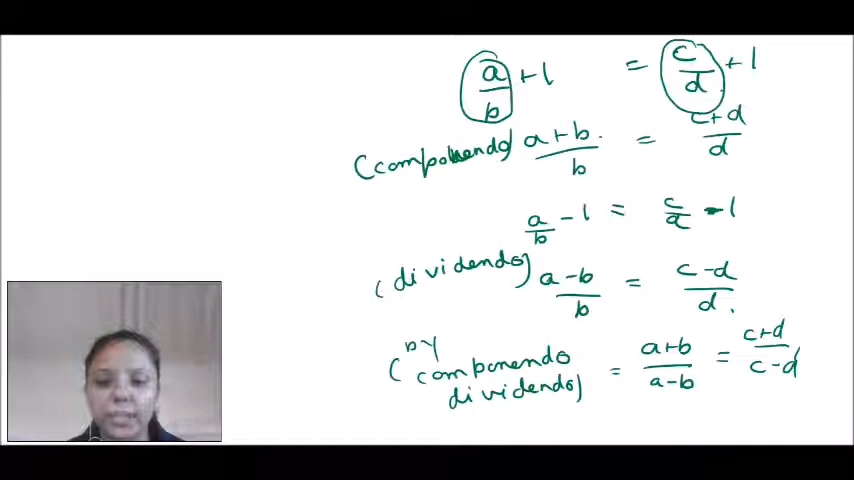 a/b + 1 = c/d + 1
(componendo) a+b/b = c+d/d
a/b - 1 = c/d - 1
(dividendo) a-b/b = c-d/d.
(by componendo
dividendo) = a+b/a-b = c+d/c-d